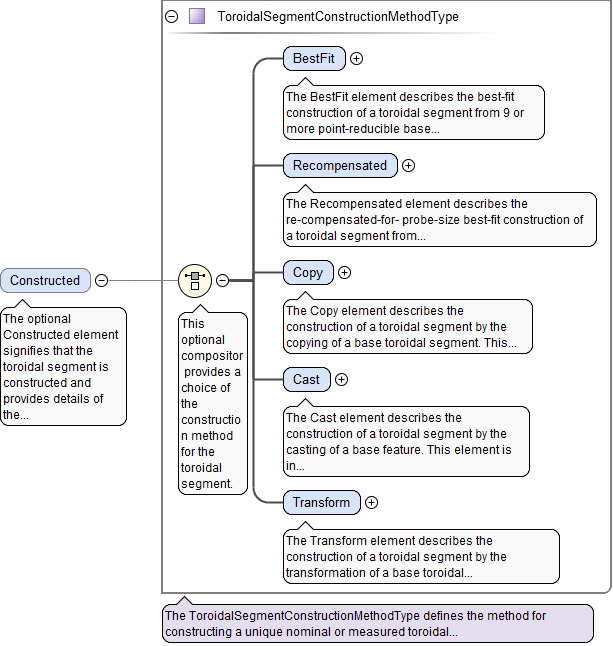 ToroidalSegmentConstructionMethodType
BestFit
The BestFit element describes the best-fit
construction of a toroidal segment from 9 or
more point-reducible base...
Recompensated
The Recompensated element describes the
re-compensated-for- probe-size best-fit construction of
a toroidal segment from...
Constructed
The optional
Constructed element
signifies that the
toroidal segment is
constructed and
provides details of
the...
This
optional
compositor
provides a
choice of
the
constructio
n method
for the
toroidal
segment.
Copy
The Copy element describes the
construction of a toroidal segment by the
copying of a base toroidal segment. This...
Cast
The Cast element describes the
construction of a toroidal segment by the
casting of a base feature. This element is
in...
Transform
The Transform element describes the
construction of a toroidal segment by the
transformation of a base toroidal...
The ToroidalSegmentConstructionMethodType defines the method for
constructing a unique nominal or measured toroidal...